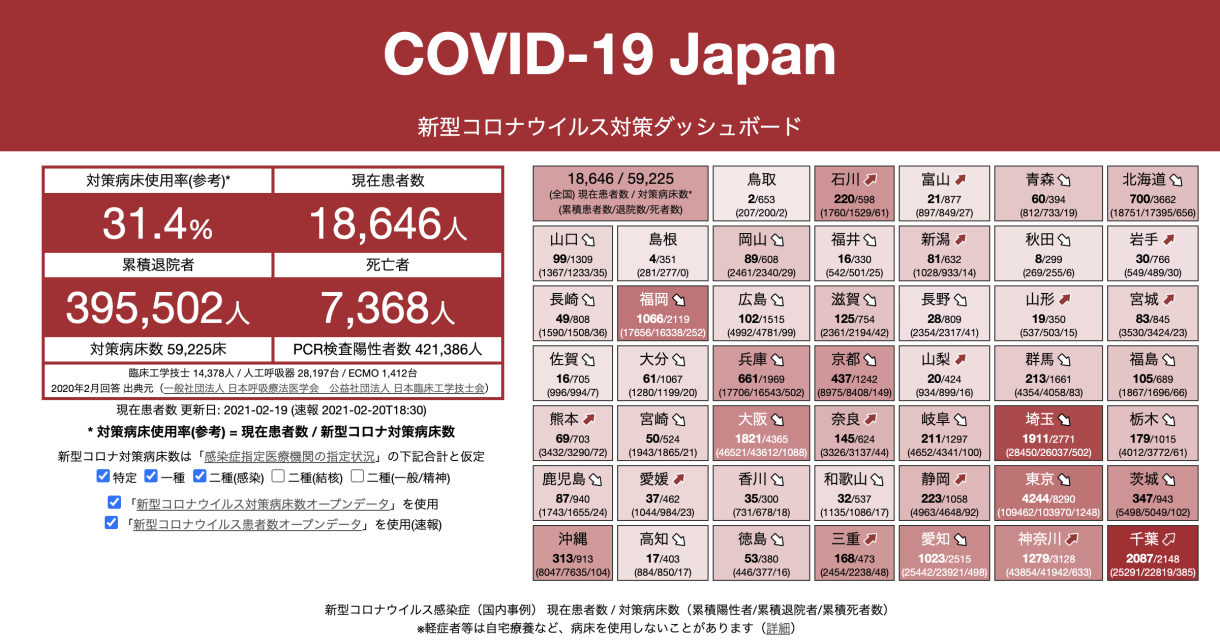 COVID-19 Japan
新型コロナウイルス対策ダッシュボード
対策病床使用率(参考)*
現在患者数
31.4%
18,646人
累積退院者
死亡者
395,502人
7,368人
対策病床数 59,225床
PCR検査陽性者数 421,386人
臨床工学技士 14,378人 / 人工呼吸器 28,197台 / ECMO 1,412台
2020年2月回答 出典元（一般社団法人 日本呼吸療法医学会　公益社団法人 日本臨床工学技士会）
現在患者数 更新日: 2021-02-19 (速報 2021-02-20T18:30)
* 対策病床使用率(参考) = 現在患者数 / 新型コロナ対策病床数
新型コロナ対策病床数は「感染症指定医療機関の指定状況」の下記合計と仮定
特定 一種 二種(感染) 二種(結核) 二種(一般/精神)
「新型コロナウイルス対策病床数オープンデータ」を使用
「新型コロナウイルス患者数オープンデータ」を使用(速報)
18,646 / 59,225
(全国) 現在患者数 / 対策病床数*
(累積患者数/退院数/死者数)
鳥取
2/653
(207/200/2)
石川
220/598
(1760/1529/61)
富山
21/877
(897/849/27)
青森
60/394
(812/733/19)
北海道
700/3662
(18751/17395/656)
山口
99/1309
(1367/1233/35)
島根
4/351
(281/277/0)
岡山
89/608
(2461/2340/29)
福井
16/330
(542/501/25)
新潟
81/632
(1028/933/14)
秋田
8/299
(269/255/6)
岩手
30/766
(549/489/30)
長崎
49/808
(1590/1508/36)
福岡
1066/2119
(17656/16338/252)
広島
102/1515
(4992/4781/99)
滋賀
125/754
(2361/2194/42)
長野
28/809
(2354/2317/41)
山形
19/350
(537/503/15)
宮城
83/845
(3530/3424/23)
佐賀
16/705
(996/994/7)
大分
61/1067
(1280/1199/20)
兵庫
661/1969
(17706/16543/502)
京都
437/1242
(8975/8408/149)
山梨
20/424
(934/899/16)
群馬
213/1661
(4354/4058/83)
福島
105/689
(1867/1696/66)
熊本
69/703
(3432/3290/72)
宮崎
50/524
(1943/1865/21)
大阪
1821/4365
(46521/43612/1088)
奈良
145/624
(3326/3137/44)
岐阜
211/1297
(4652/4341/100)
埼玉
1911/2771
(28450/26037/502)
栃木
179/1015
(4012/3772/61)
鹿児島
87/940
(1743/1655/24)
愛媛
37/462
(1044/984/23)
香川
35/300
(731/678/18)
和歌山
32/537
(1135/1086/17)
静岡
223/1058
(4963/4648/92)
東京
4244/8290
(109462/103970/1248)
茨城
347/943
(5498/5049/102)
沖縄
313/913
(8047/7635/104)
高知
17/403
(884/850/17)
徳島
53/380
(446/377/16)
三重
168/473
(2454/2238/48)
愛知
1023/2515
(25442/23921/498)
神奈川
1279/3128
(43854/41942/633)
千葉
2087/2148
(25291/22819/385)
新型コロナウイルス感染症（国内事例） 現在患者数 / 対策病床数（累積陽性者/累積退院者/累積死者数）
※軽症者等は自宅療養など、病床を使用しないことがあります（詳細）